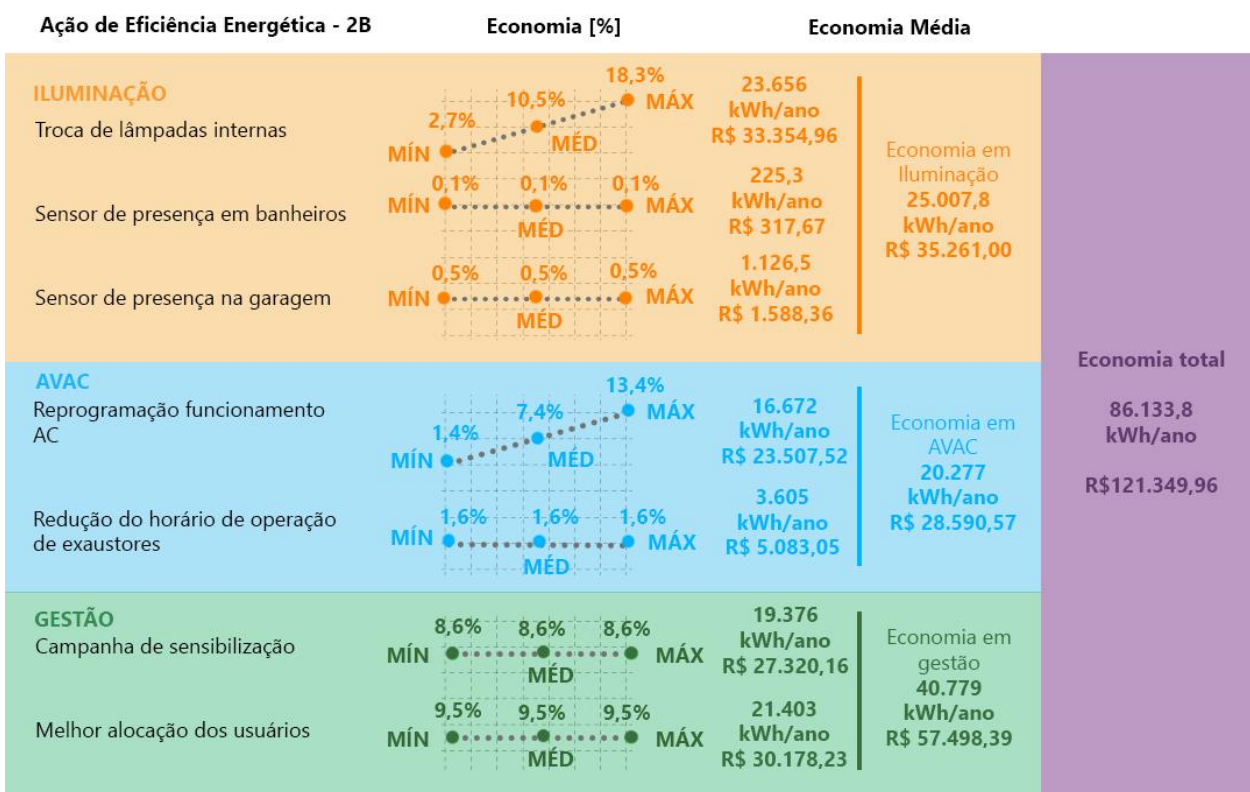 Ação de Eficiência Energética - 2B
Economia [%]
Economia Média
ILUMINAÇÃO
Troca de lâmpadas internas
MÍN
2,7%
10,5%
MÉD
18,3%
MÁX
23.656
kWh/ano
R$ 33.354,96
Sensor de presença em banheiros
MÍN
0,1%
0,1%
MÉD
0,1%
MÁX
225,3
kWh/ano
R$ 317,67
Sensor de presença na garagem
MÍN
0,5%
0,5%
MÉD
0,5%
MÁX
1.126,5
kWh/ano
R$ 1.588,36
Economia em
Iluminação
25.007,8
kWh/ano
R$ 35.261,00
AVAC
Reprogramação funcionamento
AC
MÍN
1,4%
7,4%
MÉD
13,4%
MÁX
16.672
kWh/ano
R$ 23.507,52
Redução do horário de operação
de exaustores
MÍN
1,6%
1,6%
MÉD
1,6%
MÁX
3.605
kWh/ano
R$ 5.083,05
Economia em
AVAC
20.277
kWh/ano
R$ 28.590,57
GESTÃO
Campanha de sensibilização
MÍN
8,6%
8,6%
MÉD
8,6%
MÁX
19.376
kWh/ano
R$ 27.320,16
Melhor alocação dos usuários
MÍN
9,5%
9,5%
MÉD
9,5%
MÁX
21.403
kWh/ano
R$ 30.178,23
Economia em
gestão
40.779
kWh/ano
R$ 57.498,39
Economia total
86.133,8
kWh/ano
R$121.349,96